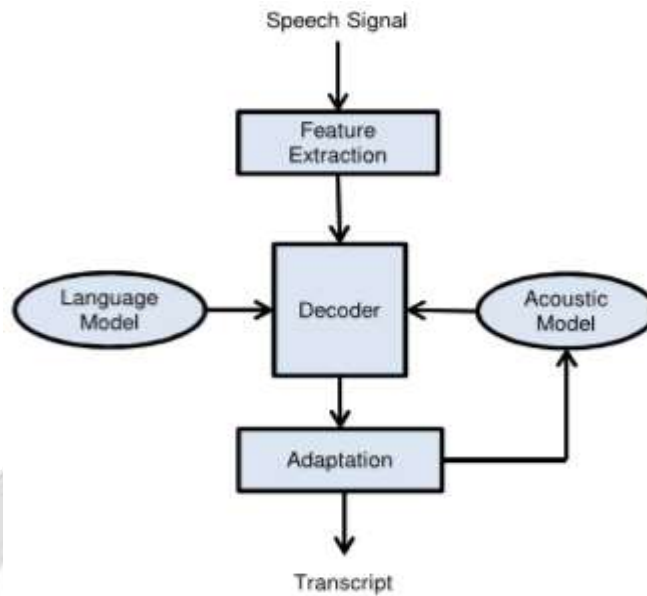 Speech Signal
Feature
Extraction
Language
Model
Decoder
Acoustic
Model
Adaptation
Transcript